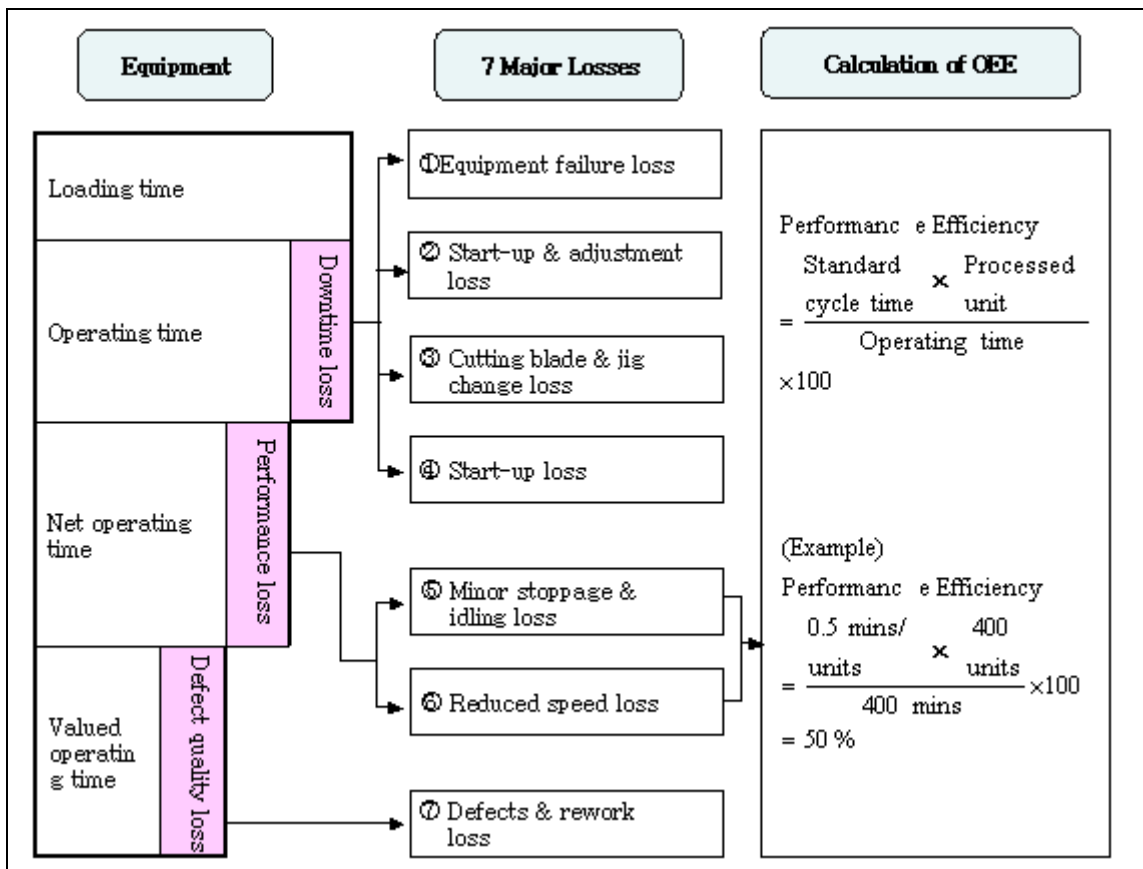 Equipment
7 Major Losses
Calculation of OEE
Loading time
Operating time
Net operating
time
Valued
operatin
g time
Downtime loss
Performance loss
Defect quality loss
①Equipment failure loss
② Start-up & adjustment
loss
③ Cutting blade & jig
change loss
④ Start-up loss
⑤ Minor stoppage &
idling loss
⑥ Reduced speed loss
⑦ Defects & rework
loss
Performanc e Efficiency
Standard × Processed
cycle time unit
=
Operating time
×100
(Example)
Performanc e Efficiency
0.5 mins/ × 400
units units
= ×100
400 mins
= 50 %